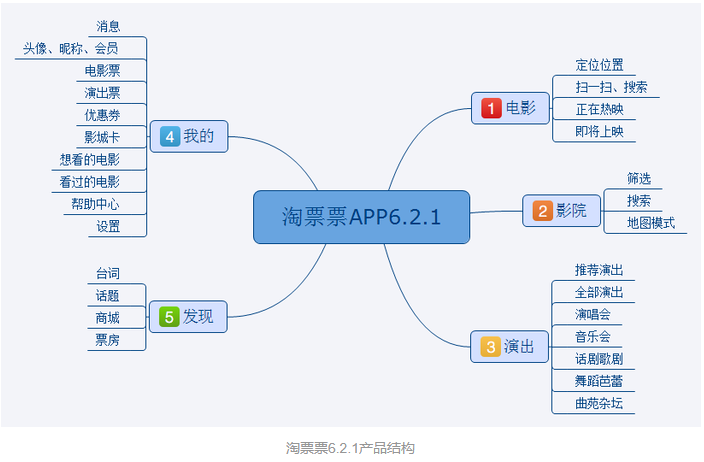 淘票票APP6.2.1
1 电影
定位位置
扫一扫、搜索
正在热映
即将上映
2 影院
筛选
搜索
地图模式
3 演出
推荐演出
全部演出
演唱会
音乐会
话剧歌剧
舞蹈芭蕾
曲苑杂坛
4 我的
消息
头像、昵称、会员
电影票
演出票
优惠券
影城卡
想看的电影
看过的电影
帮助中心
设置
5 发现
台词
话题
商城
票房
淘票票6.2.1产品结构